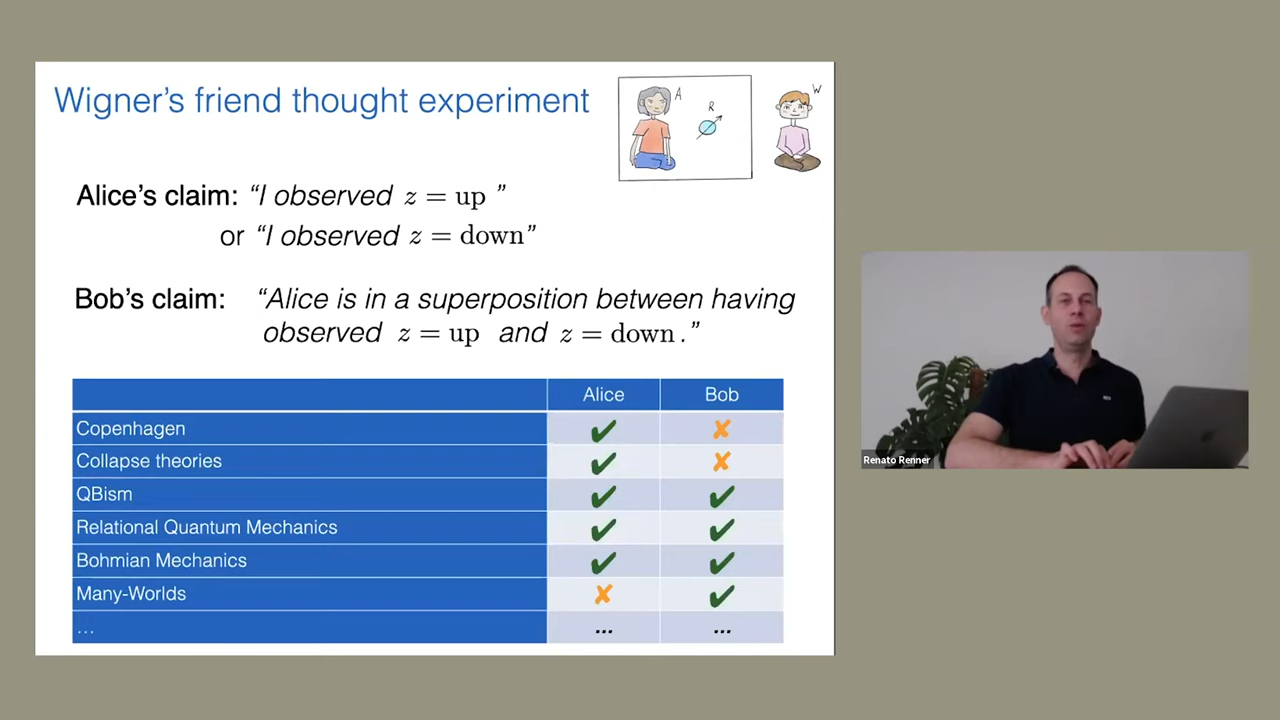 Wigner's friend thought experiment
A
R
W
Alice's claim: "I observed z = up "
or "I observed z = down"
Bob's claim: "Alice is in a superposition between having
observed z = up and z = down ."
Alice Bob
Copenhagen ✔ ✘
Collapse theories ✔ ✘
QBism ✔ ✔
Relational Quantum Mechanics ✔ ✔
Bohmian Mechanics ✔ ✔
Many-Worlds ✘ ✔
... ... ...
Renato Renner